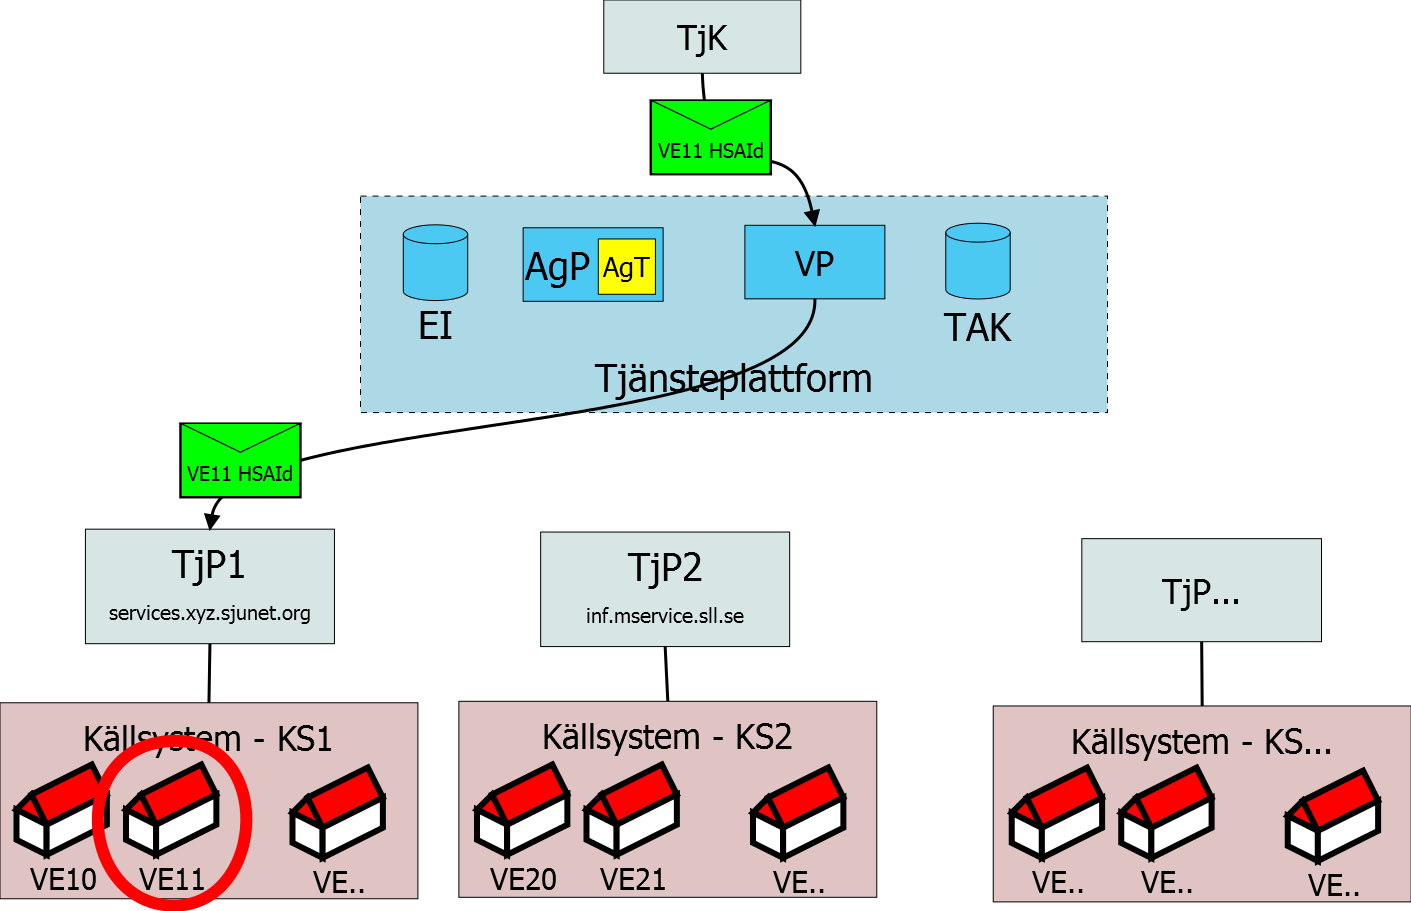 TjK
VE11 HSAId
EI
AgP
AgT
VP
TAK
Tjänsteplattform
VE11 HSAId
TjP1
services.xyz.sjunet.org
TjP2
inf.mservice.sll.se
TjP...
Källsystem - KS1
VE10
VE11
VE..
Källsystem - KS2
VE20
VE21
VE..
Källsystem - KS...
VE..
VE..
VE..